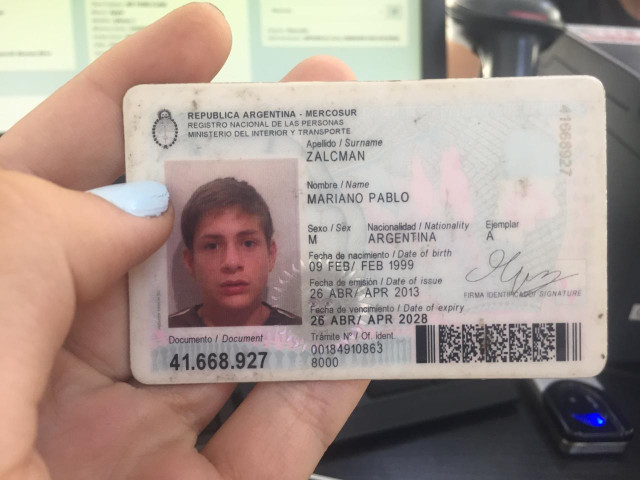 REPUBLICA ARGENTINA - MERCOSUR
REGISTRO NACIONAL DE LAS PERSONAS
MINISTERIO DEL INTERIOR Y TRANSPORTE
Apellido / Surname
ZALCMAN
Nombre / Name
MARIANO PABLO
Sexo / Sex Nacionalidad / Nationality Ejemplar
M ARGENTINA A
Fecha de nacimiento / Date of birth
09 FEB/ FEB 1999
Fecha de emisión / Date of issue
26 ABR/ APR 2013
FIRMA IDENTIFICADO/ SIGNATURE
Fecha de vencimiento / Date of expiry
26 ABR/ APR 2028
Documento / Document
41.668.927
Trámite N° / Of. ident.
00184910863
8000
41668927